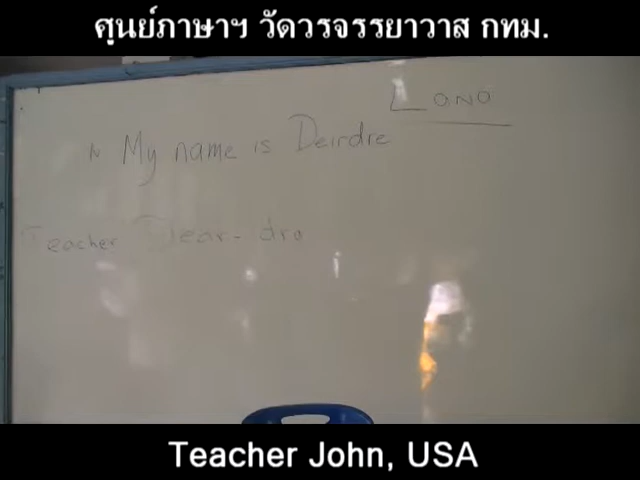 ศูนย์ภาษาฯ วัดวรจรรยาวาส กทม.
My name is Deirdre
Teacher Dear-dra
Teacher John, USA